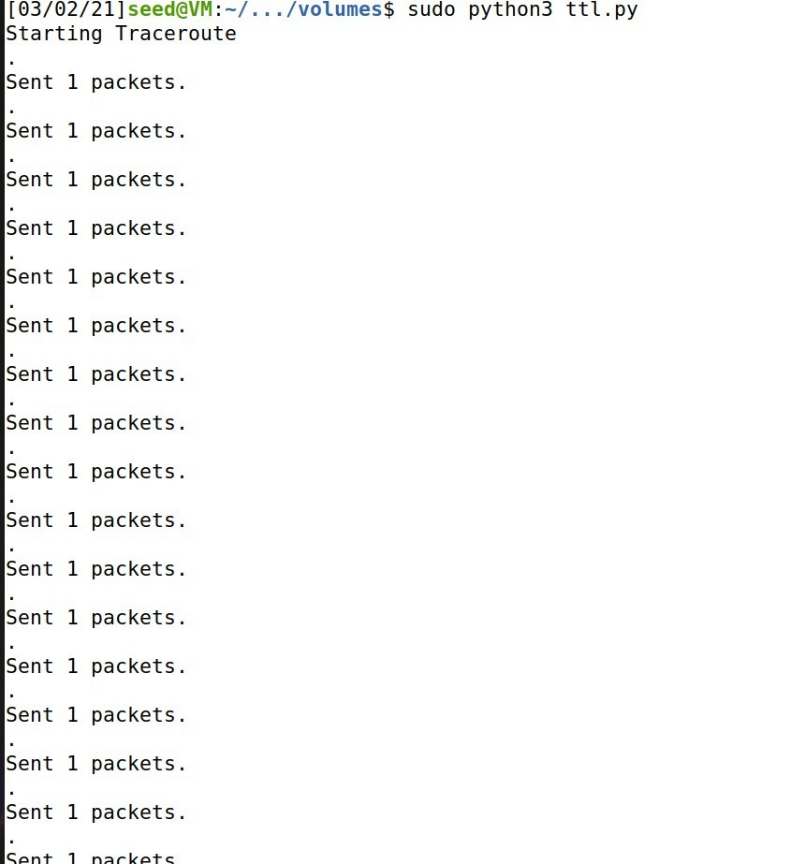 [03/02/21]seed@VM:~/.../volumes$ sudo python3 ttl.py
Starting Traceroute
.
Sent 1 packets.
.
Sent 1 packets.
.
Sent 1 packets.
.
Sent 1 packets.
.
Sent 1 packets.
.
Sent 1 packets.
.
Sent 1 packets.
.
Sent 1 packets.
.
Sent 1 packets.
.
Sent 1 packets.
.
Sent 1 packets.
.
Sent 1 packets.
.
Sent 1 packets.
.
Sent 1 packets.
.
Sent 1 packets.
.
Sent 1 packets.
.
Sent 1 packets